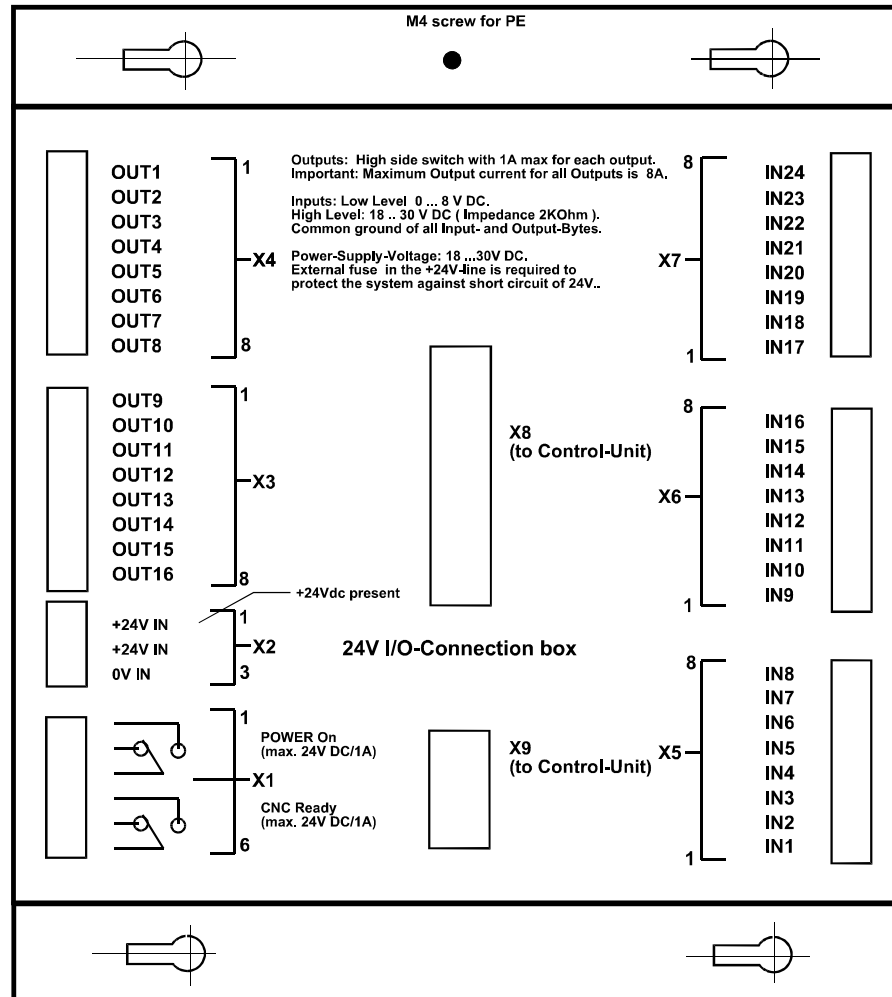 M4 screw for PE
OUT1
OUT2
OUT3
OUT4
OUT5
OUT6
OUT7
OUT8
1
X4
8
Outputs: High side switch with 1A max for each output.
Important: Maximum Output current for all Outputs is 8A.
Inputs: Low Level 0 ... 8 V DC.
High Level: 18 .. 30 V DC ( Impedance 2KOhm ).
Common ground of all Input- and Output-Bytes.
Power-Supply-Voltage: 18 ...30V DC.
External fuse in the +24V-line is required to
protect the system against short circuit of 24V..
8
X7
1
IN24
IN23
IN22
IN21
IN20
IN19
IN18
IN17
OUT9
OUT10
OUT11
OUT12
OUT13
OUT14
OUT15
OUT16
1
X3
8
X8
(to Control-Unit)
8
X6
1
IN16
IN15
IN14
IN13
IN12
IN11
IN10
IN9
+24Vdc present
+24V IN
+24V IN
0V IN
1
X2
3
24V I/O-Connection box
1
X1
6
POWER On
(max. 24V DC/1A)
CNC Ready
(max. 24V DC/1A)
X9
(to Control-Unit)
8
X5
1
IN8
IN7
IN6
IN5
IN4
IN3
IN2
IN1